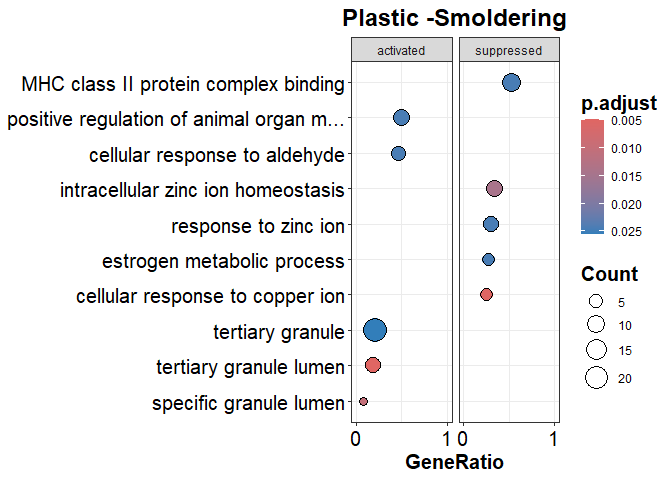 Plastic -Smoldering
activated
suppressed
MHC class II protein complex binding
positive regulation of animal organ m...
cellular response to aldehyde
intracellular zinc ion homeostasis
response to zinc ion
estrogen metabolic process
cellular response to copper ion
tertiary granule
tertiary granule lumen
specific granule lumen
0
1
0
1
GeneRatio
p.adjust
0.005
0.010
0.015
0.020
0.025
Count
5
10
15
20